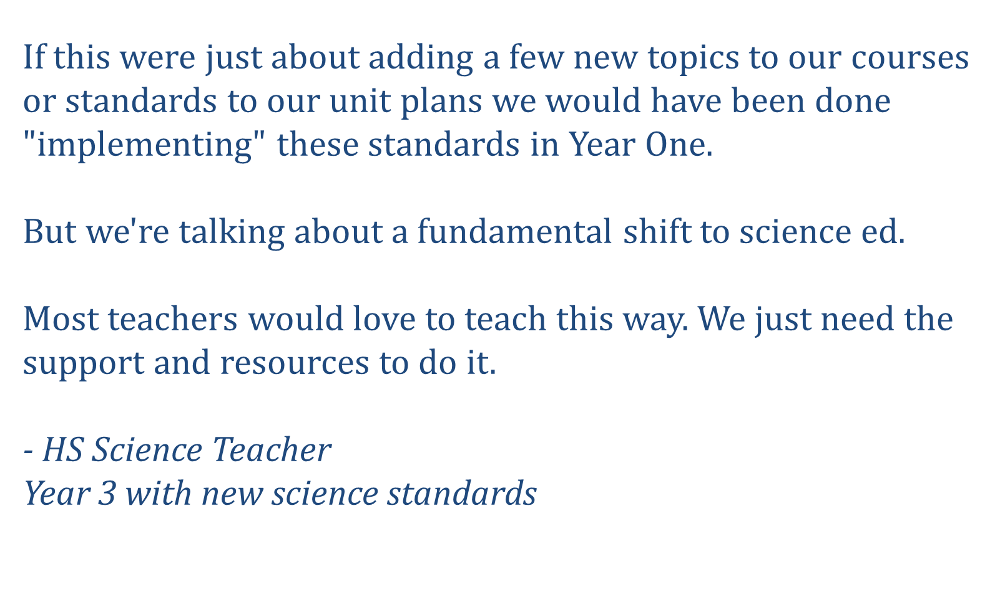 If this were just about adding a few new topics to our courses
or standards to our unit plans we would have been done
"implementing" these standards in Year One.
But we're talking about a fundamental shift to science ed.
Most teachers would love to teach this way. We just need the
support and resources to do it.
- HS Science Teacher
Year 3 with new science standards